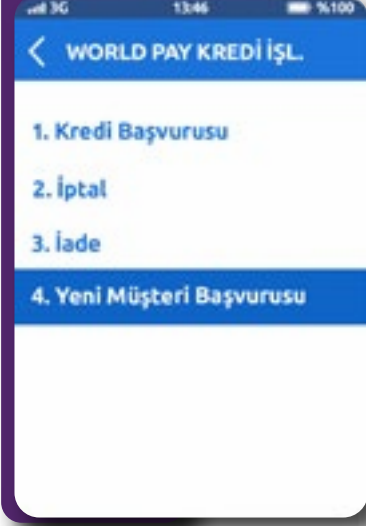 3G 13:46 %100
WORLD PAY KREDİ İŞL.
1. Kredi Başvurusu
2. İptal
3. İade
4. Yeni Müşteri Başvurusu